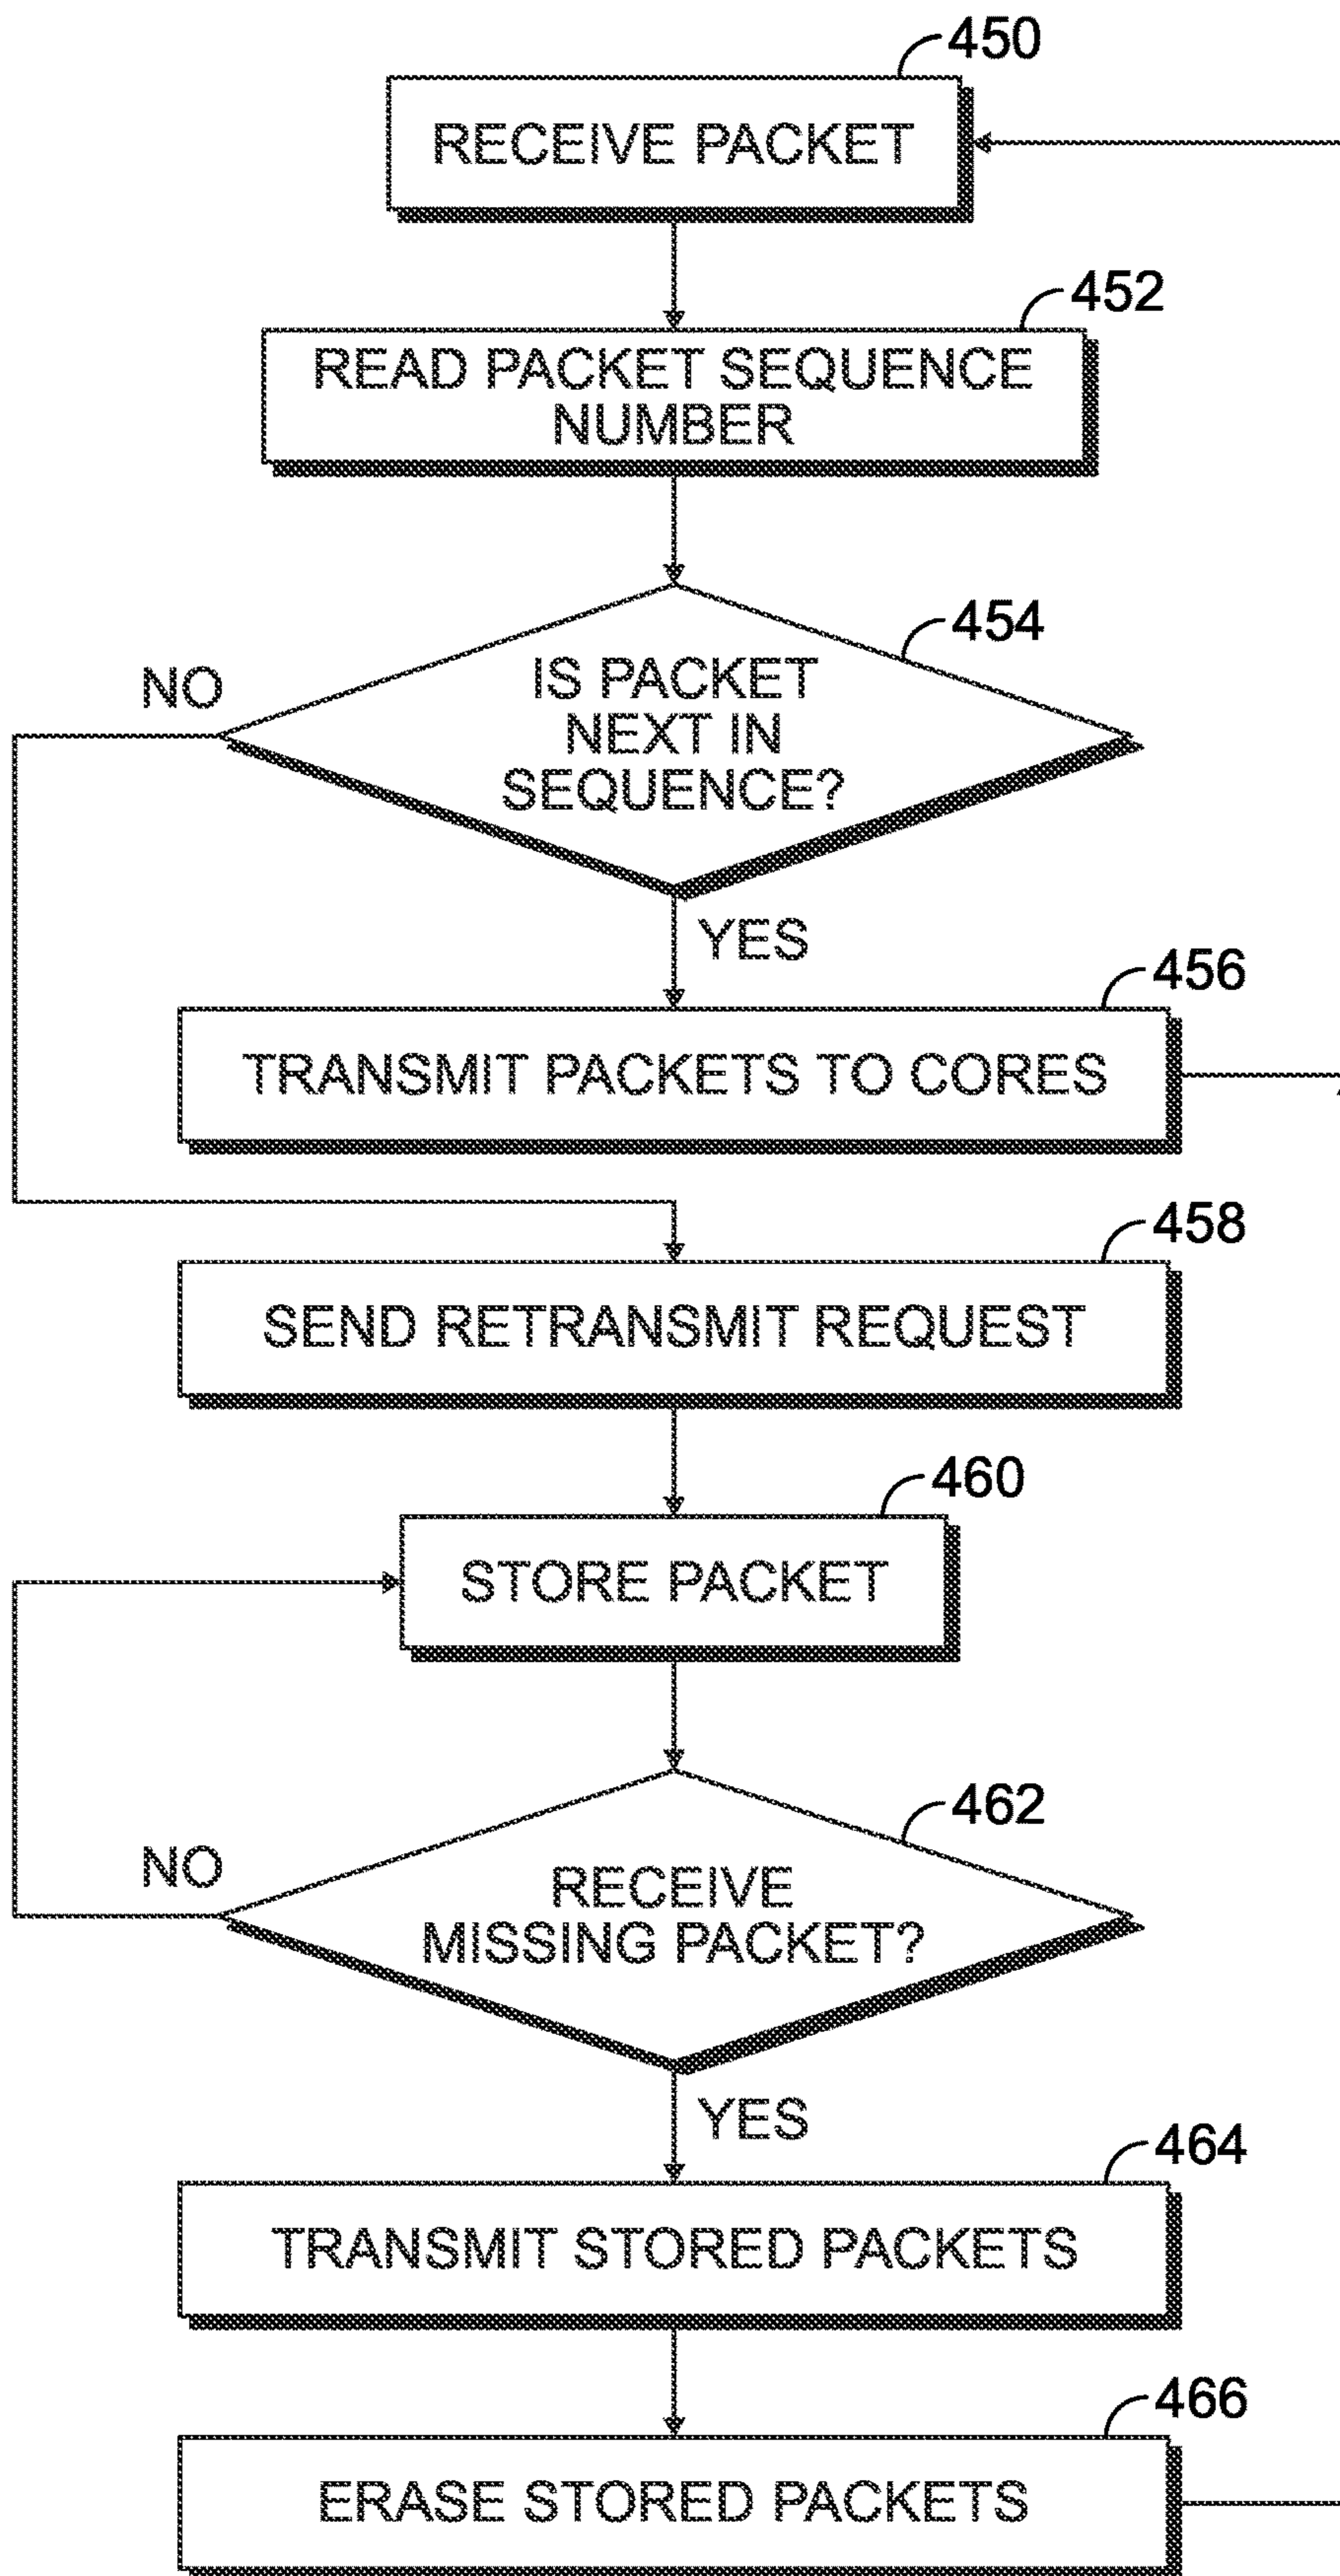 450
RECEIVE PACKET
452
READ PACKET SEQUENCE
NUMBER
454
NO
IS PACKET
NEXT IN
SEQUENCE?
YES
456
TRANSMIT PACKETS TO CORES
458
SEND RETRANSMIT REQUEST
460
STORE PACKET
462
NO
RECEIVE
MISSING PACKET?
YES
464
TRANSMIT STORED PACKETS
466
ERASE STORED PACKETS